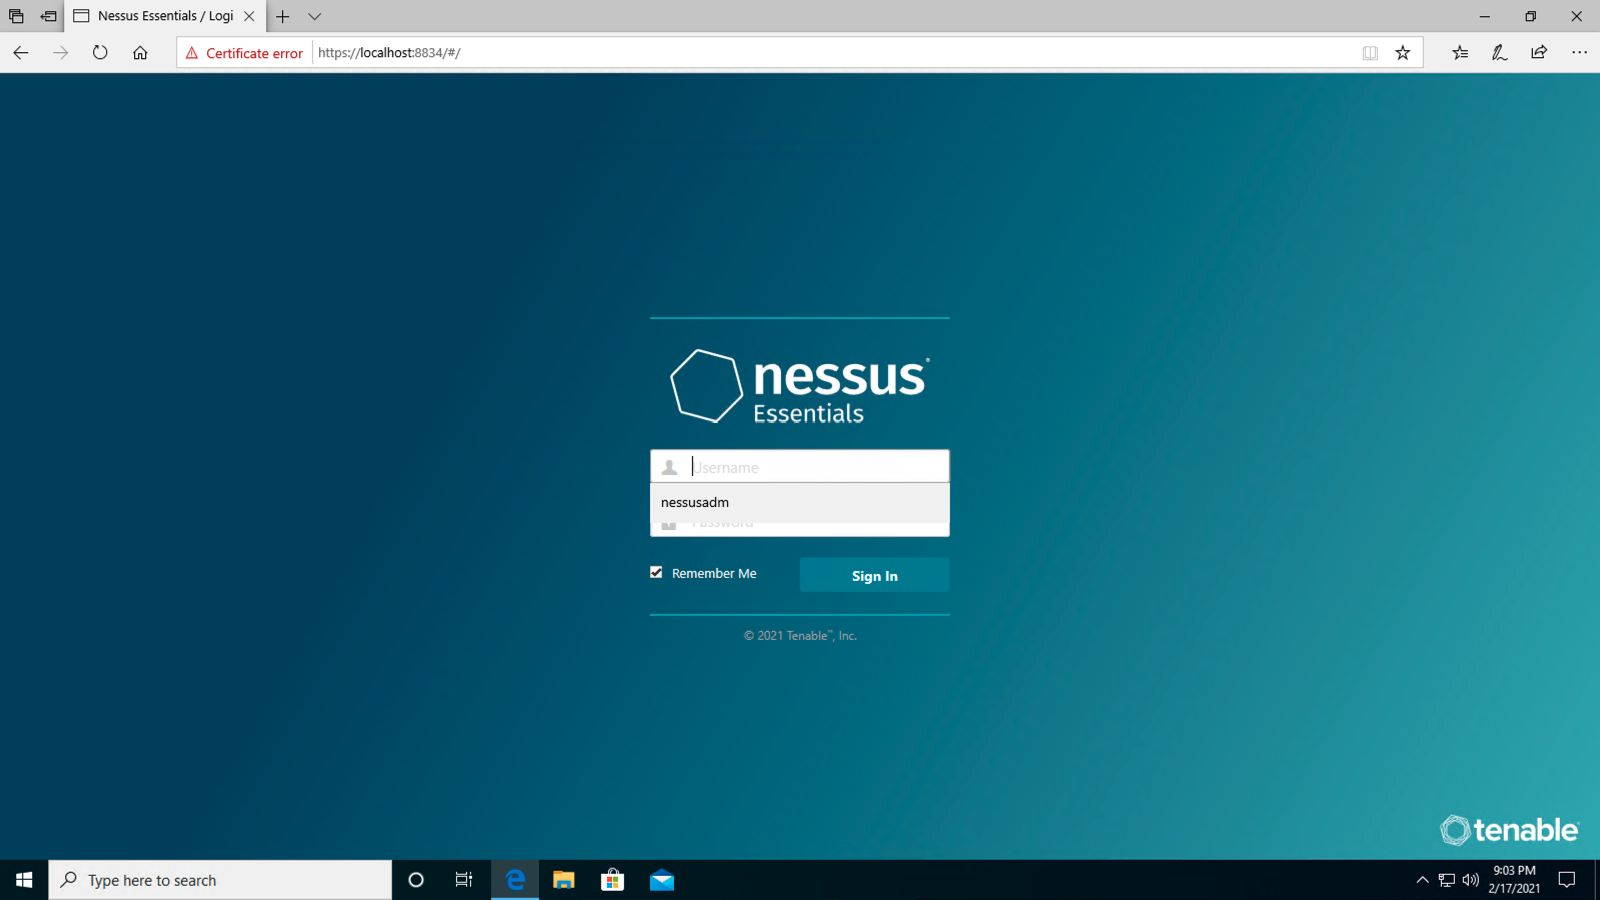 Nessus Essentials / Logi
Certificate error
https://localhost:8834/#/
nessus®
Essentials
Username
nessusadm
Password
Remember Me
Sign In
© 2021 Tenable™, Inc.
tenable
Type here to search
9:03 PM
2/17/2021